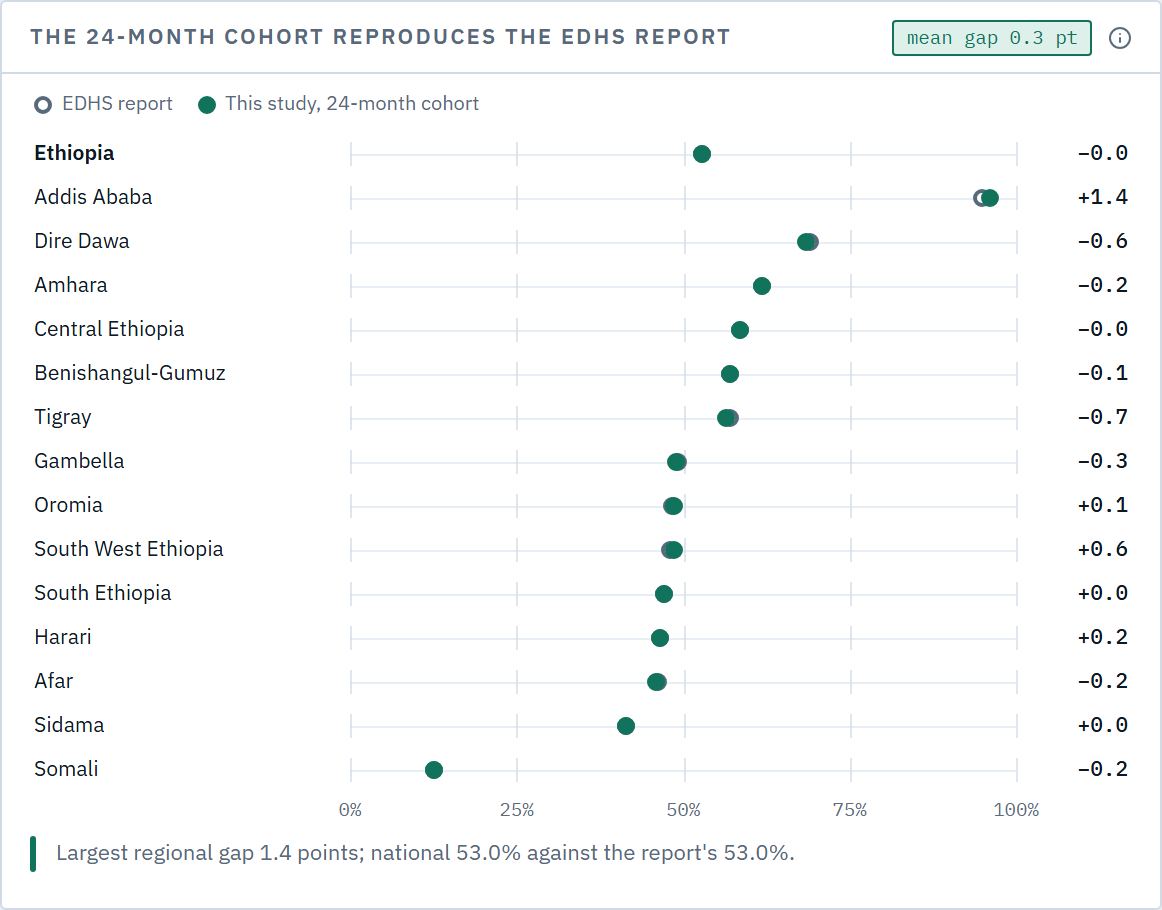 THE 24-MONTH COHORT REPRODUCES THE EDHS REPORT
mean gap 0.3 pt
EDHS report
This study, 24-month cohort
Ethiopia −0.0
Addis Ababa +1.4
Dire Dawa −0.6
Amhara −0.2
Central Ethiopia −0.0
Benishangul-Gumuz −0.1
Tigray −0.7
Gambella −0.3
Oromia +0.1
South West Ethiopia +0.6
South Ethiopia +0.0
Harari +0.2
Afar −0.2
Sidama +0.0
Somali −0.2
0% 25% 50% 75% 100%
Largest regional gap 1.4 points; national 53.0% against the report's 53.0%.